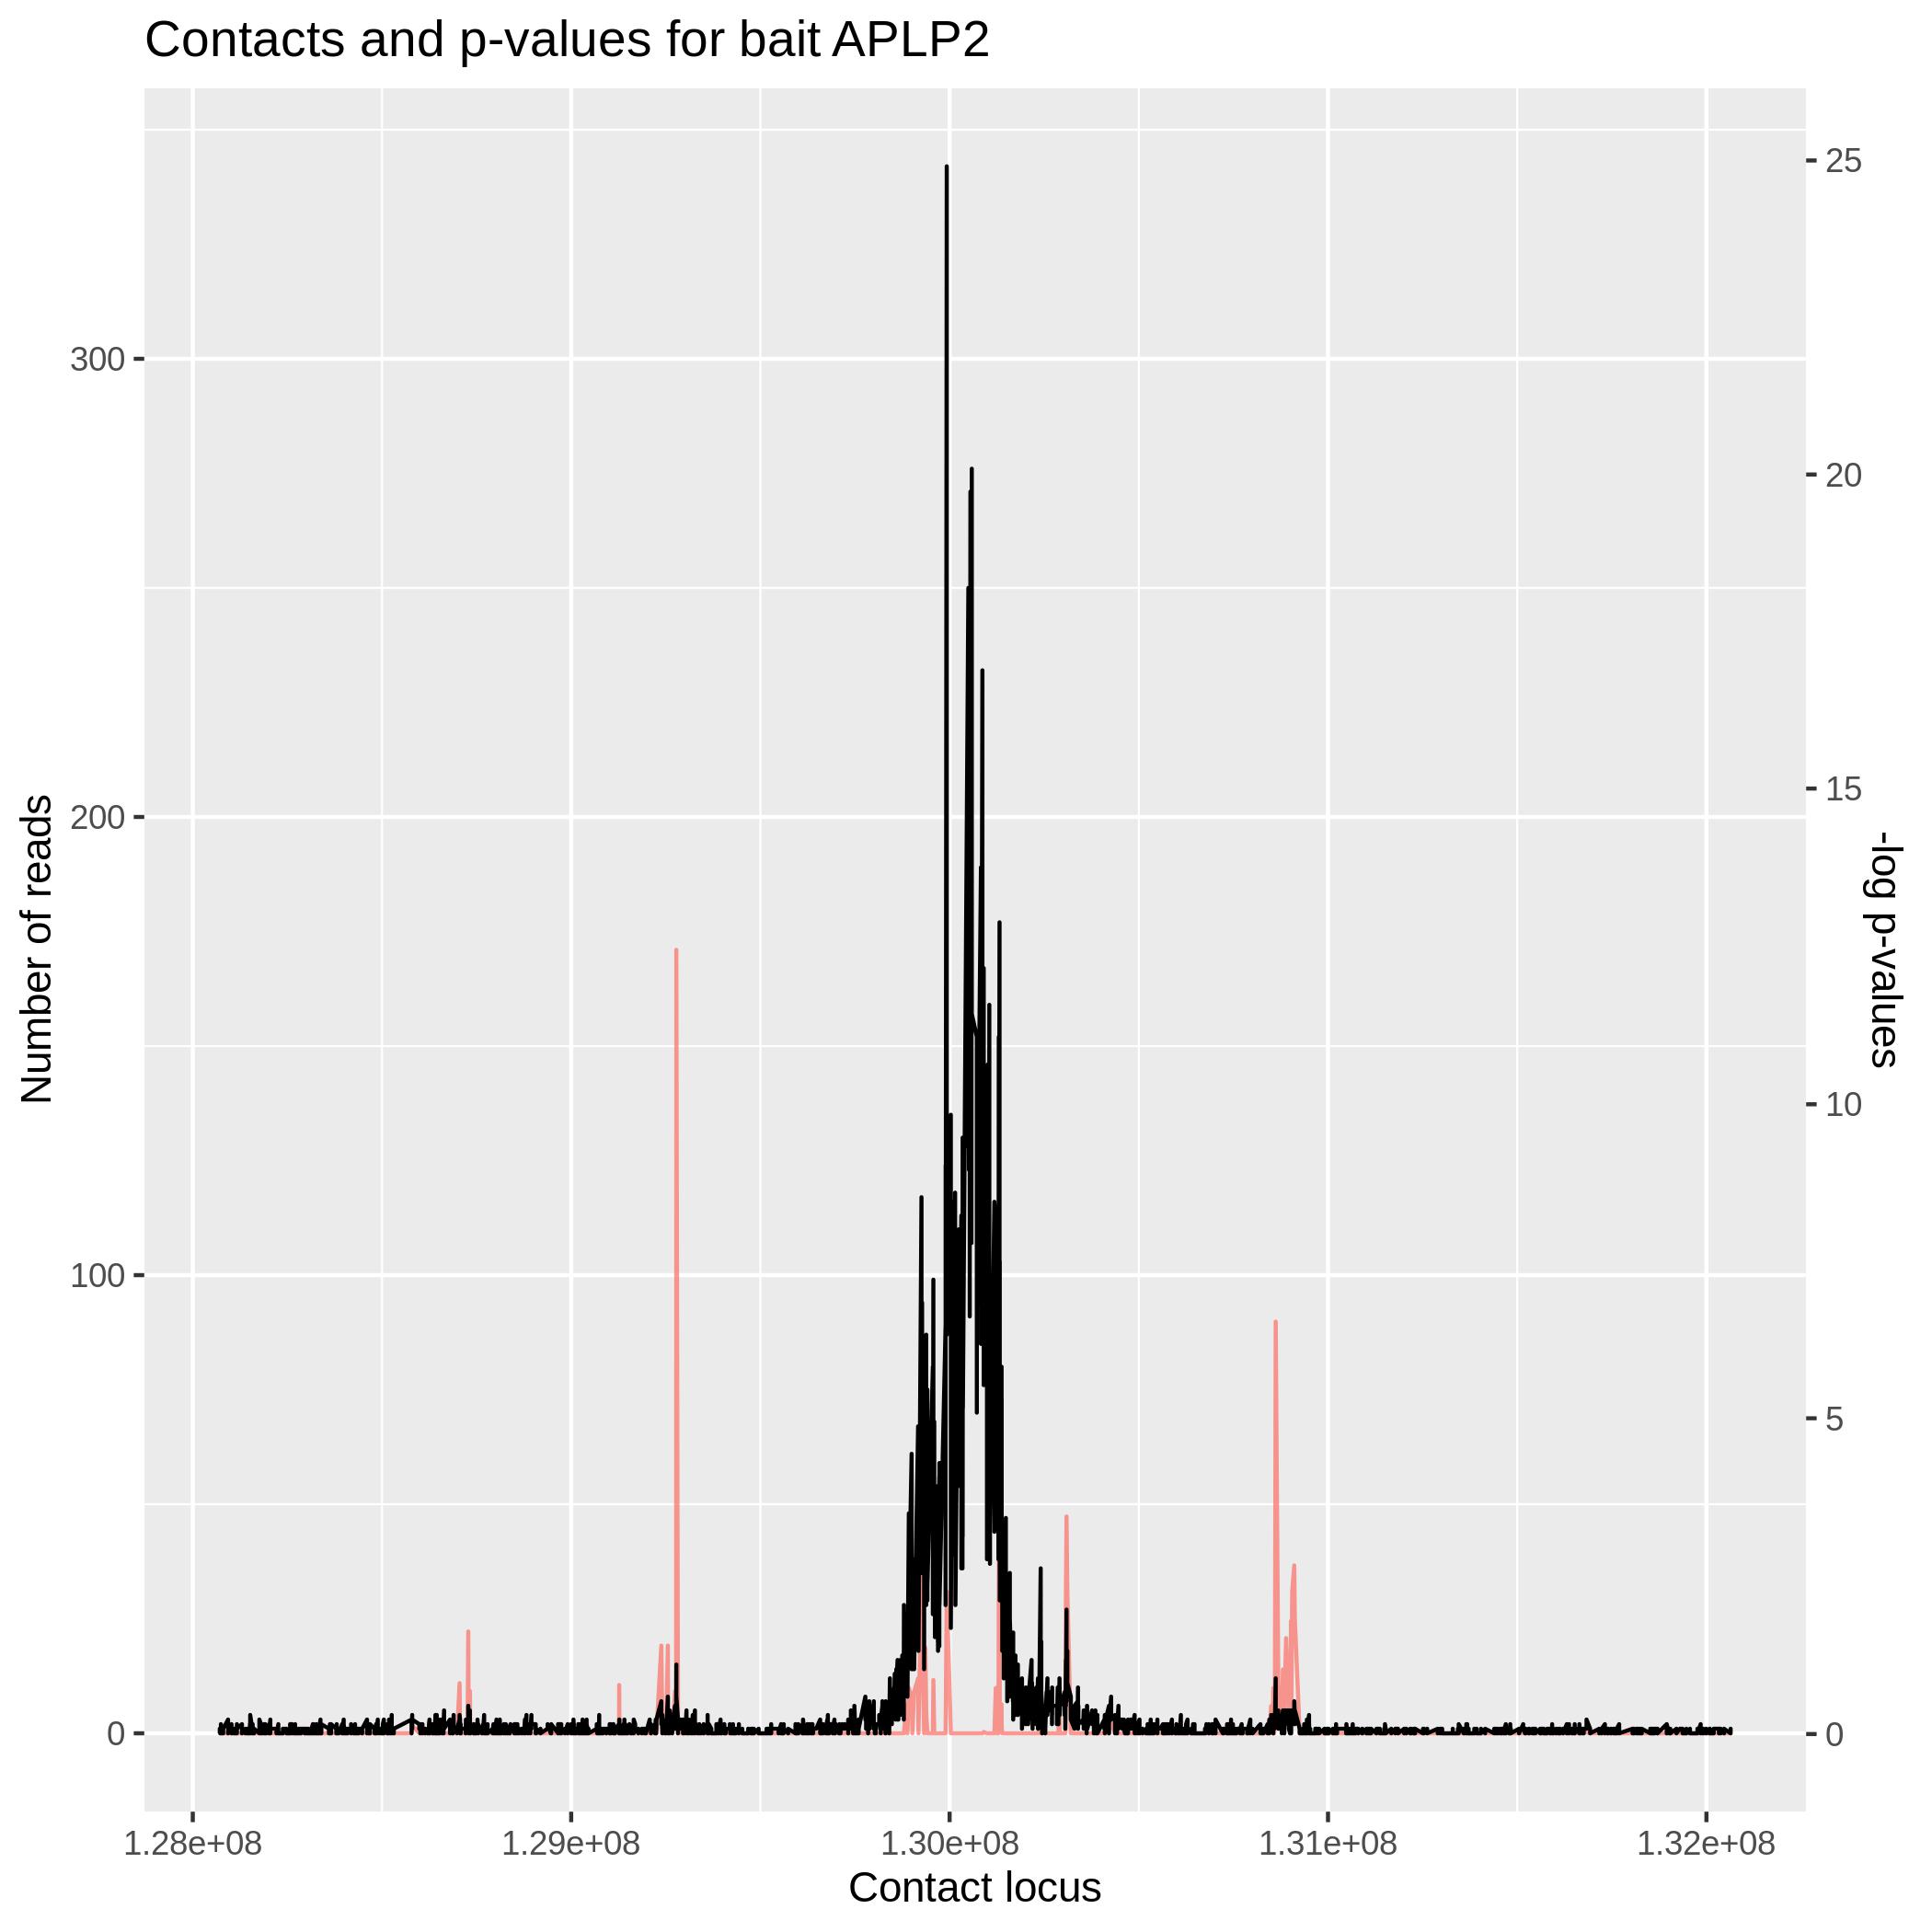 Contacts and p-values for bait APLP2
Number of reads
300
200
100
0
25
20
15
10
5
0
-log p-values
1.28e+08 1.29e+08 1.30e+08 1.31e+08 1.32e+08
Contact locus